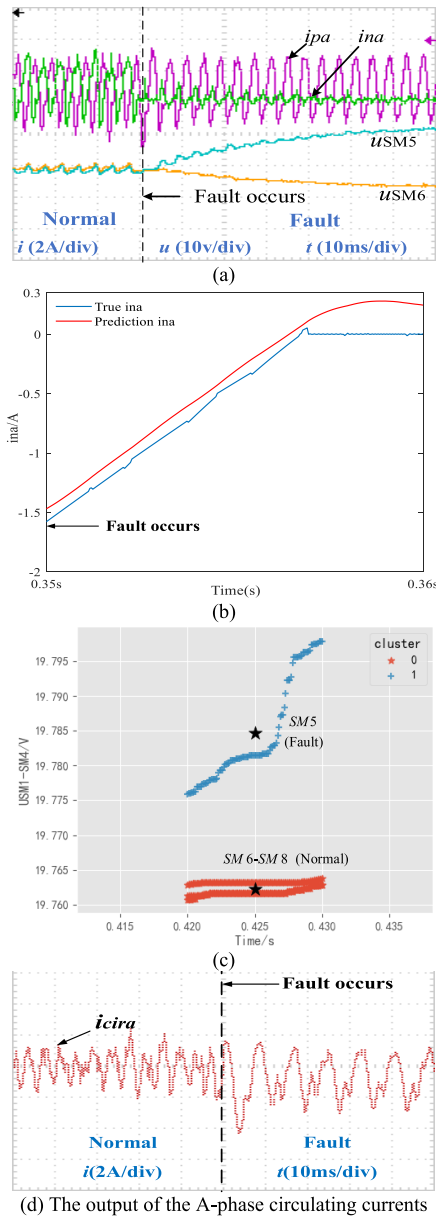 ipa ina
uSM5
uSM6
Fault occurs
Normal Fault
i (2A/div) u (10v/div) t (10ms/div)
(a)
0.3
True ina
Prediction ina
0
-0.5
ina/A
-1
-1.5
Fault occurs
-2
0.35s Time(s) 0.36s
(b)
cluster
0
1
19.795
19.790
19.785
SM5
(Fault)
19.780
USM1-SM4/V
19.775
19.770
19.765
SM 6-SM 8 (Normal)
19.760
0.415 0.420 0.425 0.430 0.435
Time/s
(c)
Fault occurs
icira
Normal Fault
i(2A/div) t(10ms/div)
(d) The output of the A-phase circulating currents